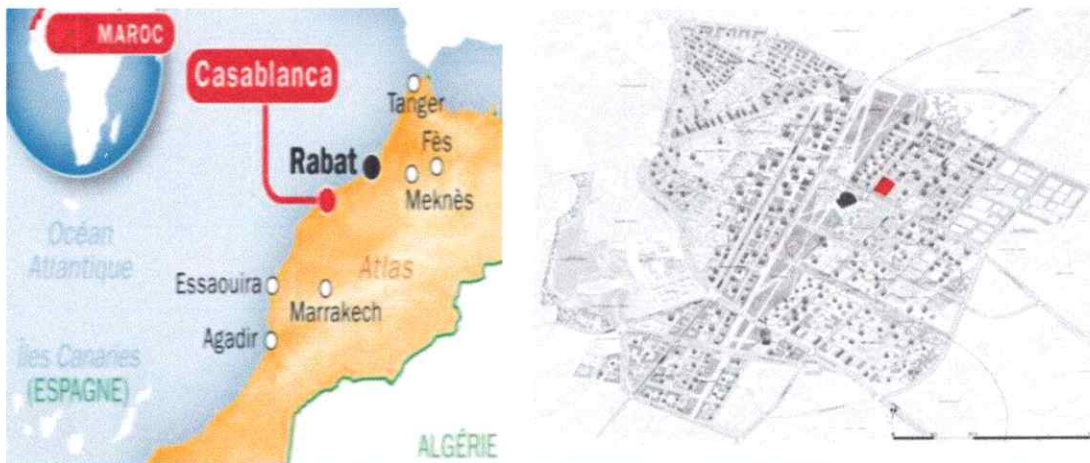 MAROC
Casablanca
Tanger
Fès
Rabat
Meknès
Océan
Atlantique
Atlas
Essaouira
Marrakech
Agadir
Îles Canaries
(ESPAGNE)
ALGÉRIE